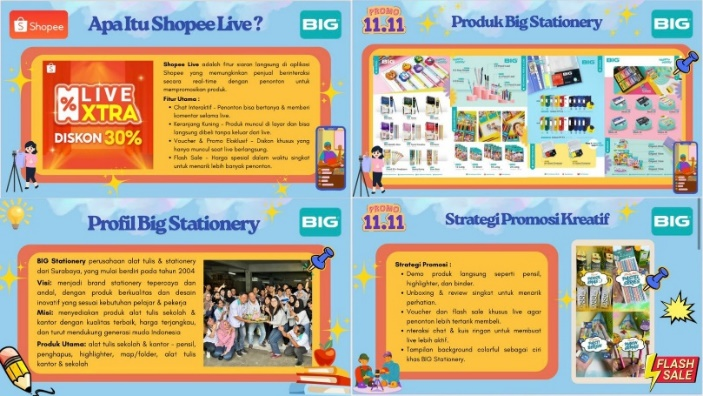 Shopee
Apa Itu Shopee Live ?
BIG
LIVE
XTRA
DISKON 30%
Shopee Live adalah fitur siaran langsung di aplikasi
Shopee yang memungkinkan penjual berinteraksi
secara real-time dengan penonton untuk
mempromosikan produk.
Fitur Utama :
• Chat Interaktif - Penonton bisa bertanya & memberi
komentar selama live.
• Keranjang Kuning - Produk muncul di layar dan bisa
langsung dibeli tanpa keluar dari live.
• Voucher & Promo Eksklusif - Diskon khusus yang
hanya muncul saat live berlangsung.
• Flash Sale - Harga spesial dalam waktu singkat
untuk menarik lebih banyak penonton.
PROMO
11.11
Produk Big Stationery
BIG
BIG
BIG
BIG
Profil Big Stationery
BIG
BIG Stationery perusahaan alat tulis & stationery
dari Surabaya, yang mulai berdiri pada tahun 2004
Visi: menjadi brand stationery terpercaya dan
andal, dengan produk berkualitas dan desain
inovatif yang sesuai kebutuhan pelajar & pekerja
Misi: menyediakan produk alat tulis sekolah &
kantor dengan kualitas terbaik, harga terjangkau,
dan turut mendukung generasi muda Indonesia
Produk Utama: alat tulis sekolah & kantor - pensil,
penghapus, highlighter, map/folder, alat tulis
kantor & sekolah
PROMO
11.11
Strategi Promosi Kreatif
BIG
Strategi Promosi :
• Demo produk langsung seperti pensil,
highlighter, dan binder.
• Unboxing & review singkat untuk menarik
perhatian.
• Voucher dan flash sale khusus live agar
penonton lebih tertarik membeli.
• nteraksi chat & kuis ringan untuk membuat
live lebih aktif.
• Tampilan background colorful sebagai ciri
khas BIG Stationery.
FLASH
SALE